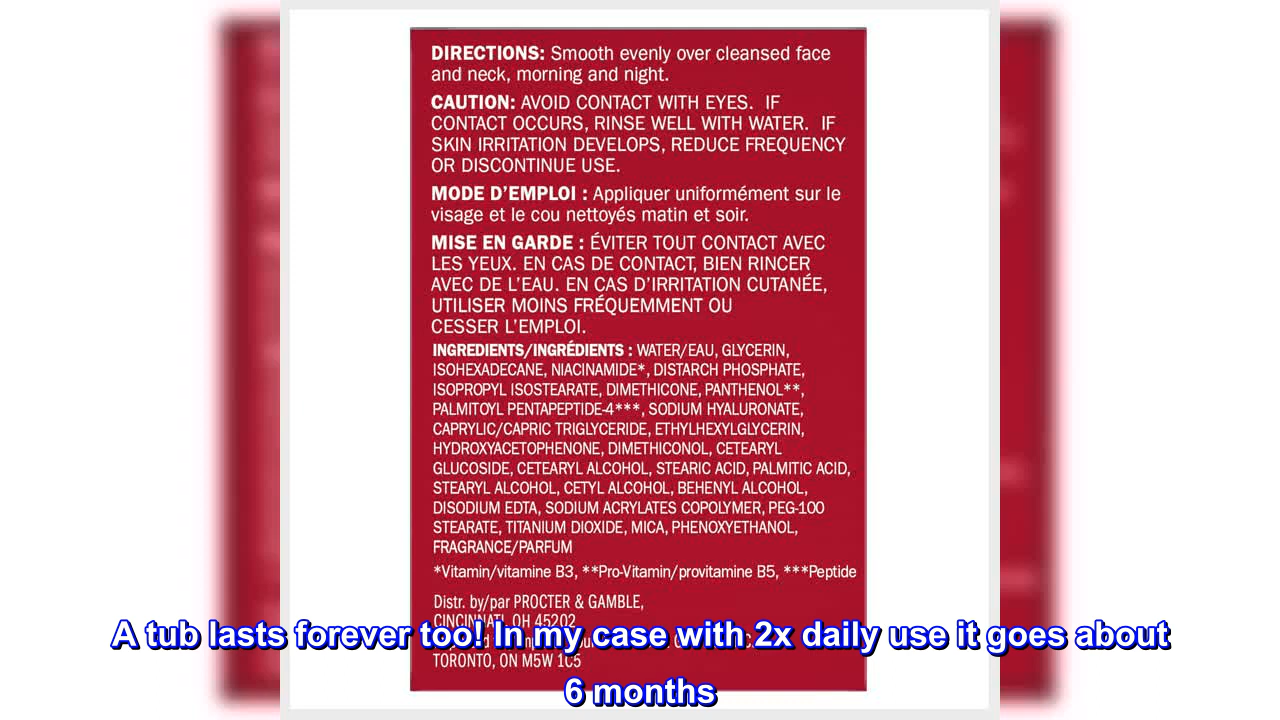 DIRECTIONS: Smooth evenly over cleansed face
and neck, morning and night.
CAUTION: AVOID CONTACT WITH EYES. IF
CONTACT OCCURS, RINSE WELL WITH WATER. IF
SKIN IRRITATION DEVELOPS, REDUCE FREQUENCY
OR DISCONTINUE USE.
MODE D'EMPLOI : Appliquer uniformément sur le
visage et le cou nettoyés matin et soir.
MISE EN GARDE : ÉVITER TOUT CONTACT AVEC
LES YEUX. EN CAS DE CONTACT, BIEN RINCER
AVEC DE L'EAU. EN CAS D'IRRITATION CUTANÉE,
UTILISER MOINS FRÉQUEMMENT OU
CESSER L'EMPLOI.
INGREDIENTS/INGRÉDIENTS : WATER/EAU, GLYCERIN,
ISOHEXADECANE, NIACINAMIDE*, DISTARCH PHOSPHATE,
ISOPROPYL ISOSTEARATE, DIMETHICONE, PANTHENOL**,
PALMITOYL PENTAPEPTIDE-4***, SODIUM HYALURONATE,
CAPRYLIC/CAPRIC TRIGLYCERIDE, ETHYLHEXYLGLYCERIN,
HYDROXYACETOPHENONE, DIMETHICONOL, CETEARYL
GLUCOSIDE, CETEARYL ALCOHOL, STEARIC ACID, PALMITIC ACID,
STEARYL ALCOHOL, CETYL ALCOHOL, BEHENYL ALCOHOL,
DISODIUM EDTA, SODIUM ACRYLATES COPOLYMER, PEG-100
STEARATE, TITANIUM DIOXIDE, MICA, PHENOXYETHANOL,
FRAGRANCE/PARFUM
*Vitamin/vitamine B3, **Pro-Vitamin/provitamine B5, ***Peptide
Distr. by/par PROCTER & GAMBLE,
CINCINNATI, OH 45202
TORONTO, ON M5W 1C5
A tub lasts forever too! In my case with 2x daily use it goes about
6 months